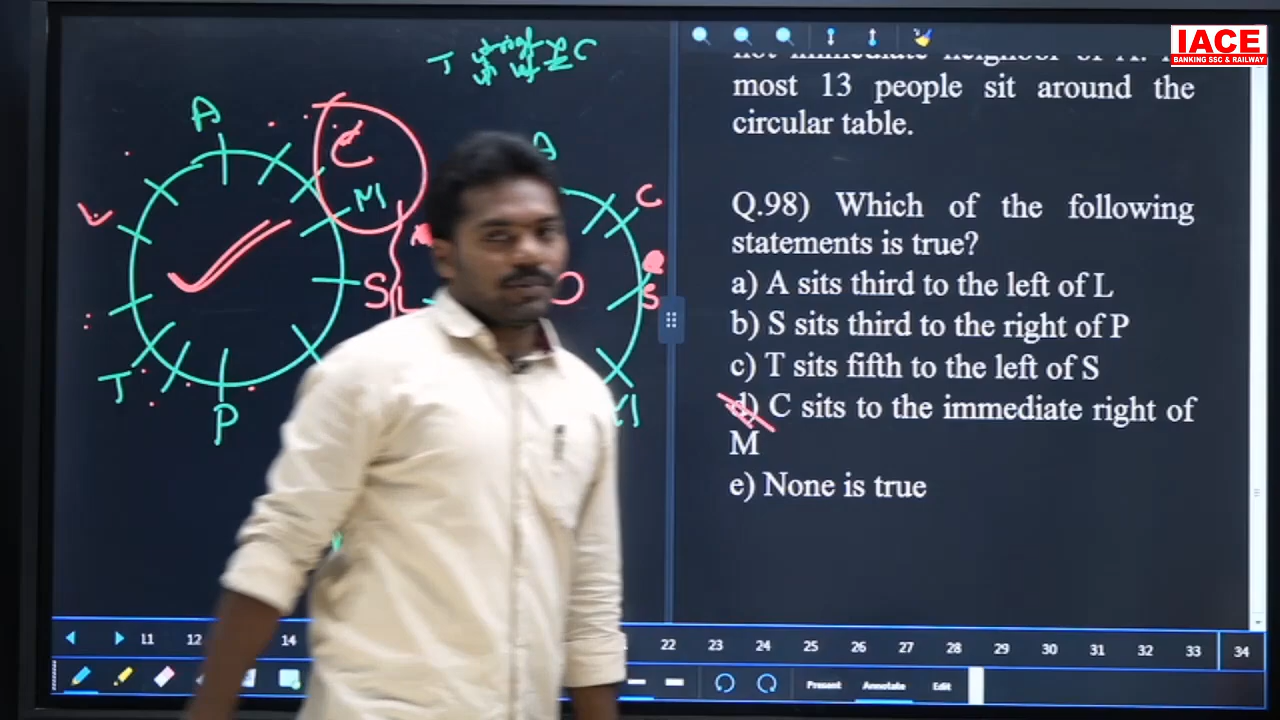 IACE
BANKING SSC & RAILWAY
most 13 people sit around the
circular table.
Q.98) Which of the following
statements is true?
a) A sits third to the left of L
b) S sits third to the right of P
c) T sits fifth to the left of S
d) C sits to the immediate right of
M
e) None is true
T
C
A
C
M
L
S
L
T
P
A
C
S
11 12 14 22 23 24 25 26 27 28 29 30 31 32 33 34
Present Annotate Edit